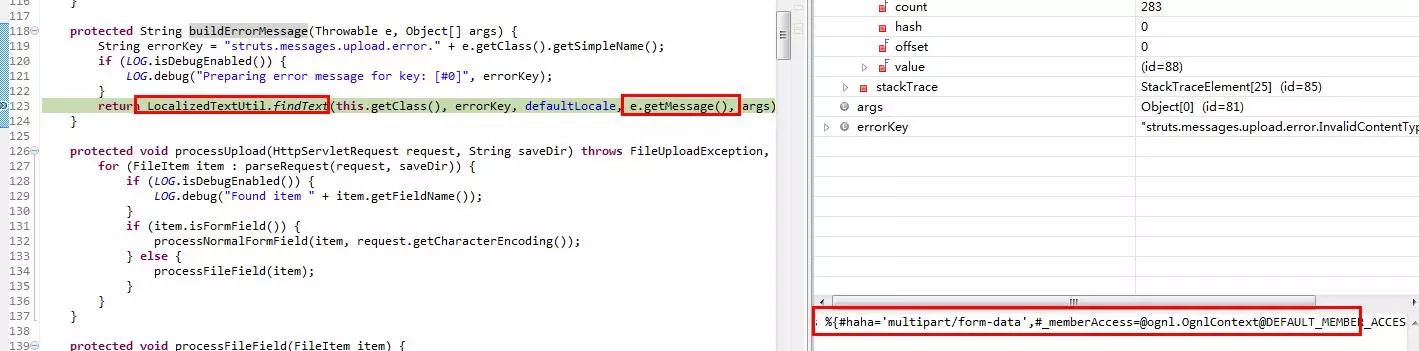 116 }
118 protected String buildErrorMessage(Throwable e, Object[] args) {
119 String errorKey = "struts.messages.upload.error." + e.getClass().getSimpleName();
120 if (LOG.isDebugEnabled()) {
121 LOG.debug("Preparing error message for key: [#0]", errorKey);
122 }
123 return LocalizedTextUtil.findText(this.getClass(), errorKey, defaultLocale, e.getMessage(), args)
124 }
125
126 protected void processUpload(HttpServletRequest request, String saveDir) throws FileUploadException,
127 for (FileItem item : parseRequest(request, saveDir)) {
128 if (LOG.isDebugEnabled()) {
129 LOG.debug("Found item " + item.getFieldName());
130 }
131 if (item.isFormField()) {
132 processNormalFormField(item, request.getCharacterEncoding());
133 } else {
134 processFileField(item);
135 }
136 }
137 }
138
139 protected void processFileField(FileItem item) {
count 283
hash 0
offset 0
value (id=88)
stackTrace StackTraceElement[25] (id=85)
args Object[0] (id=81)
errorKey "struts.messages.upload.error.InvalidContentTyp
: %{#haha='multipart/form-data',#_memberAccess=@ognl.OgnlContext@DEFAULT_MEMBER_ACCES